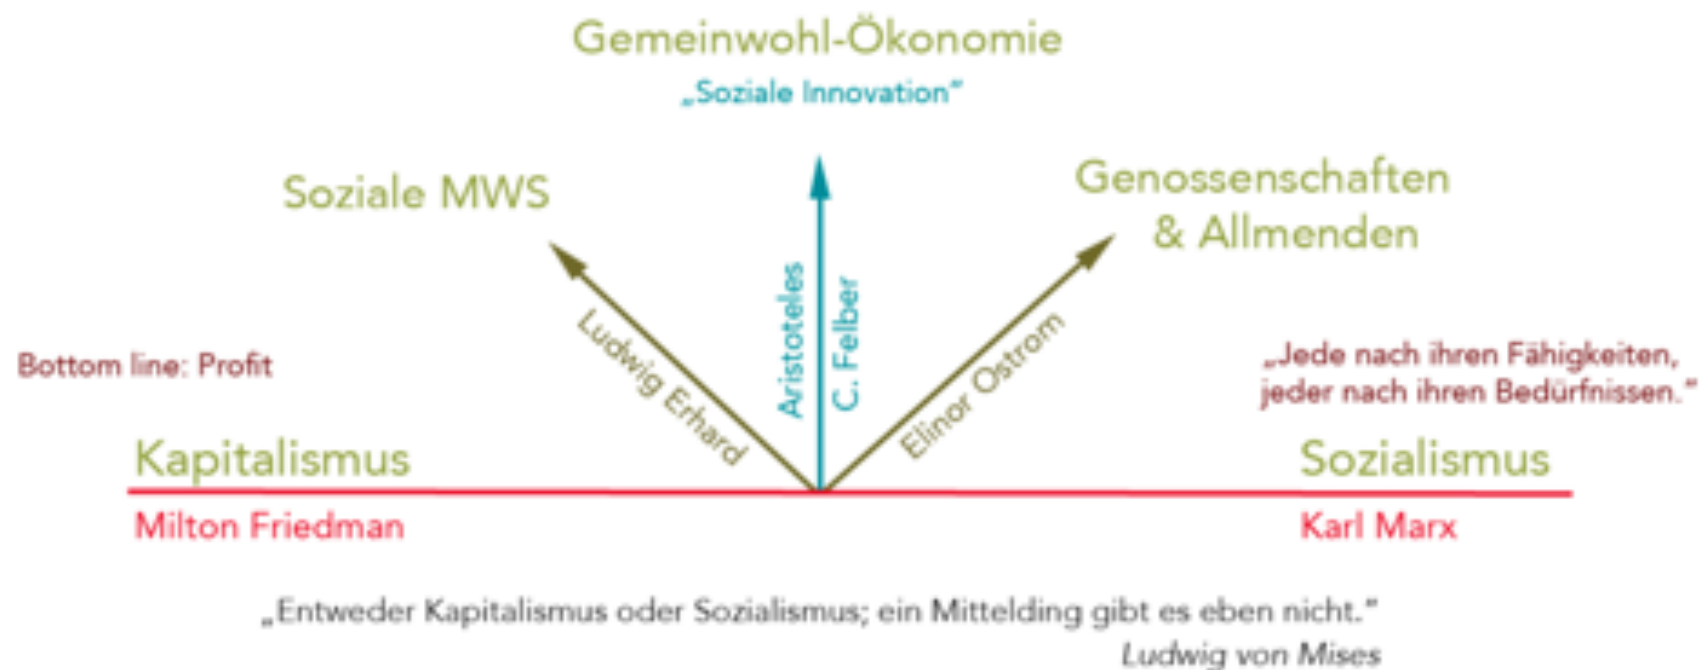 Gemeinwohl-Ökonomie
„Soziale Innovation“
Soziale MWS
Genossenschaften
& Allmenden
Ludwig Erhard
Aristoteles
C. Felber
Elinor Ostrom
Bottom line: Profit
„Jede nach ihren Fähigkeiten,
jeder nach ihren Bedürfnissen.“
Kapitalismus
Sozialismus
Milton Friedman
Karl Marx
„Entweder Kapitalismus oder Sozialismus; ein Mittelding gibt es eben nicht.“
Ludwig von Mises